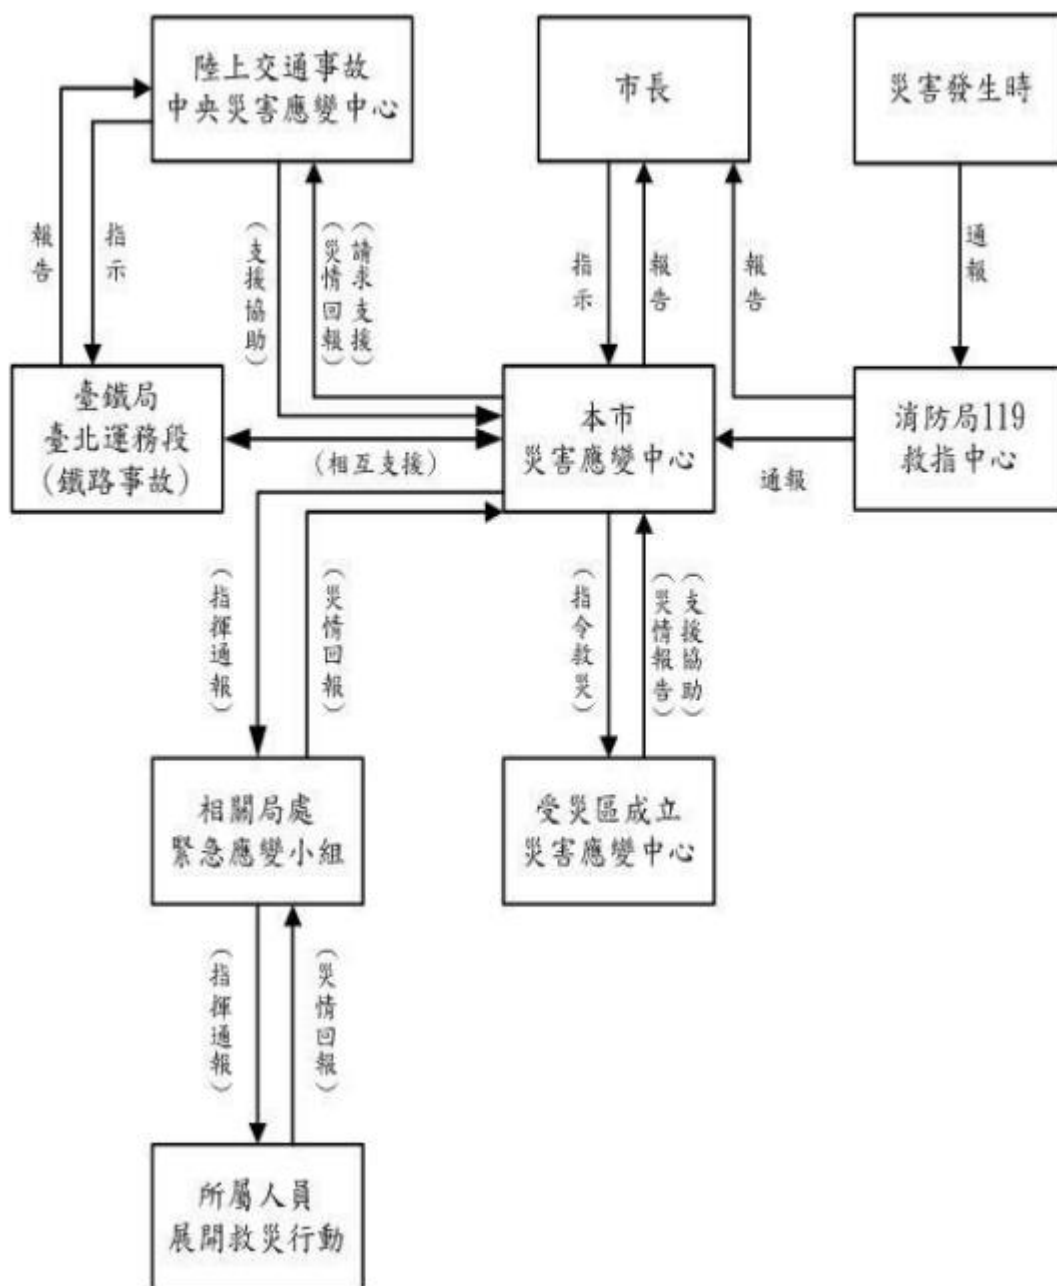 陸上交通事故
中央災害應變中心
市長
災害發生時
報告
指示
(支援協助)
(災情回報)
(請求支援)
指示
報告
報告
通報
臺鐵局
臺北運務段
(鐵路事故)
(相互支援)
本市
災害應變中心
通報
消防局119
救指中心
(指揮通報)
(災情回報)
(指令救災)
(災情報告)
(支援協助)
相關局處
緊急應變小組
受災區成立
災害應變中心
(指揮通報)
(災情回報)
所屬人員
展開救災行動